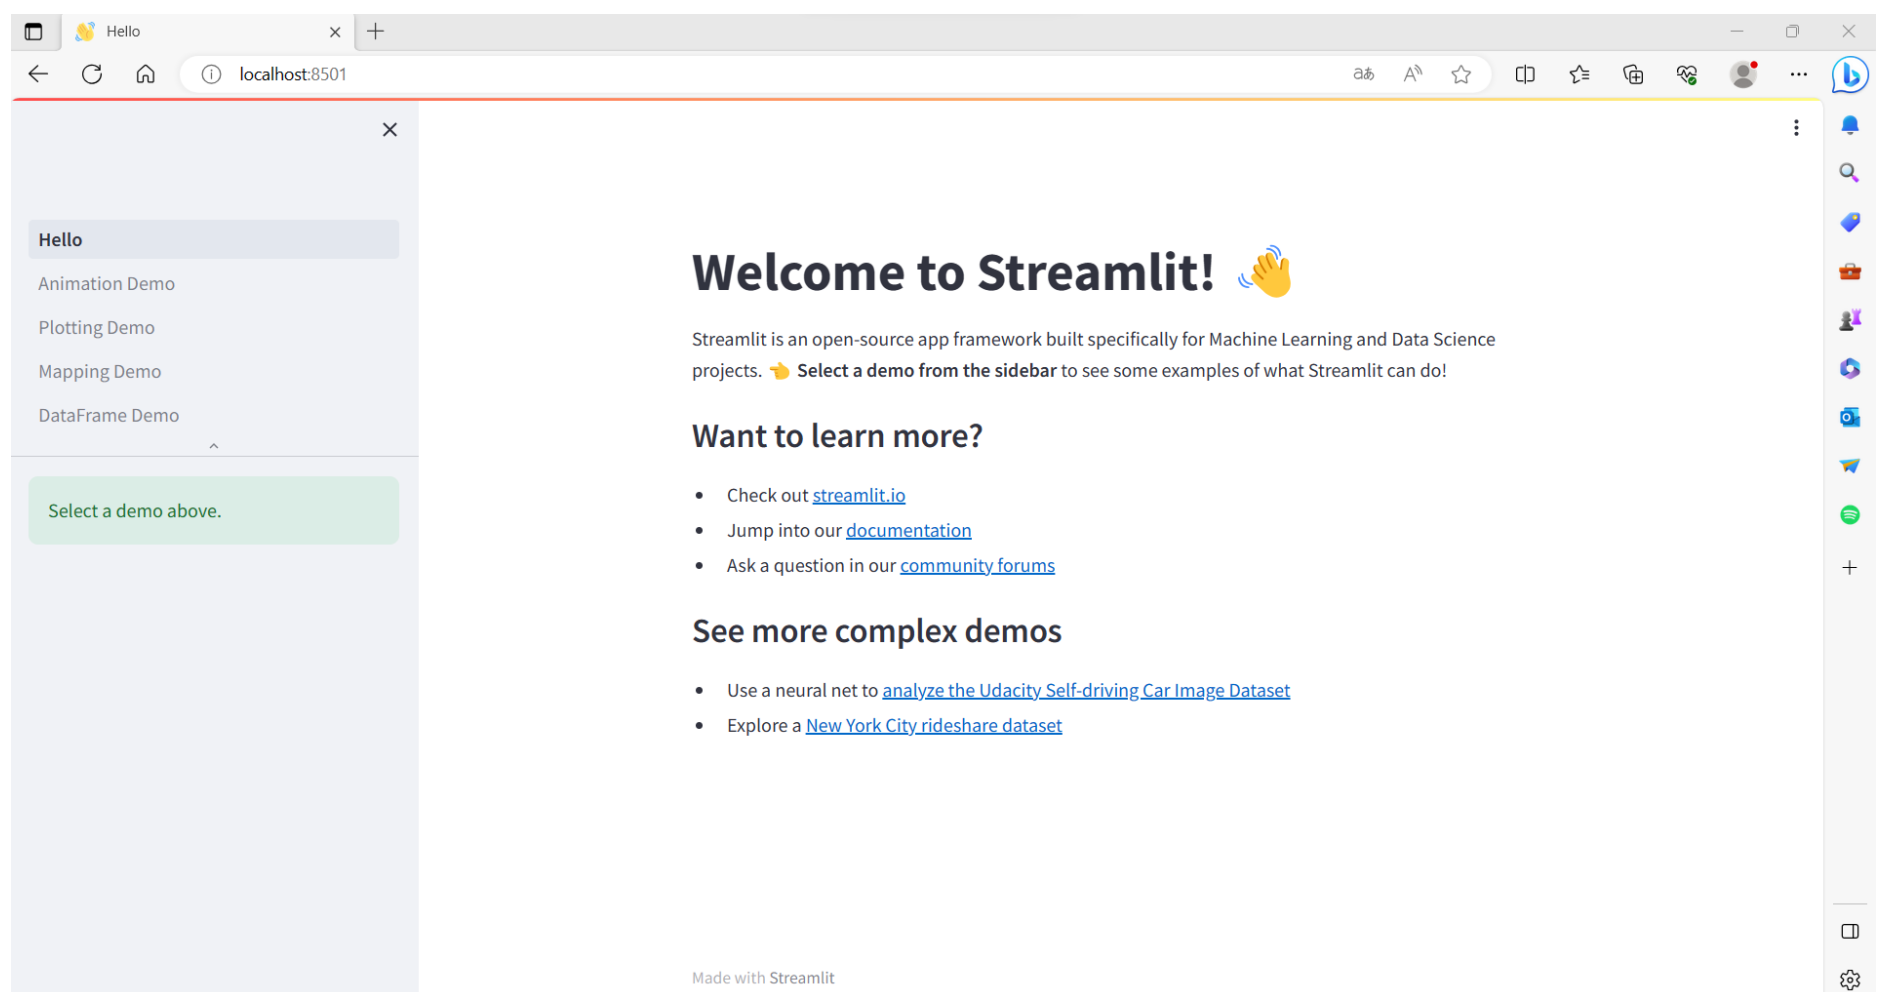 Hello
localhost:8501
Hello
Animation Demo
Plotting Demo
Mapping Demo
DataFrame Demo
Select a demo above.
Welcome to Streamlit!
Streamlit is an open-source app framework built specifically for Machine Learning and Data Science
projects. 👈 Select a demo from the sidebar to see some examples of what Streamlit can do!
Want to learn more?
Check out streamlit.io
Jump into our documentation
Ask a question in our community forums
See more complex demos
Use a neural net to analyze the Udacity Self-driving Car Image Dataset
Explore a New York City rideshare dataset
Made with Streamlit